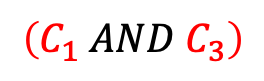 (C₁ AND C₃)